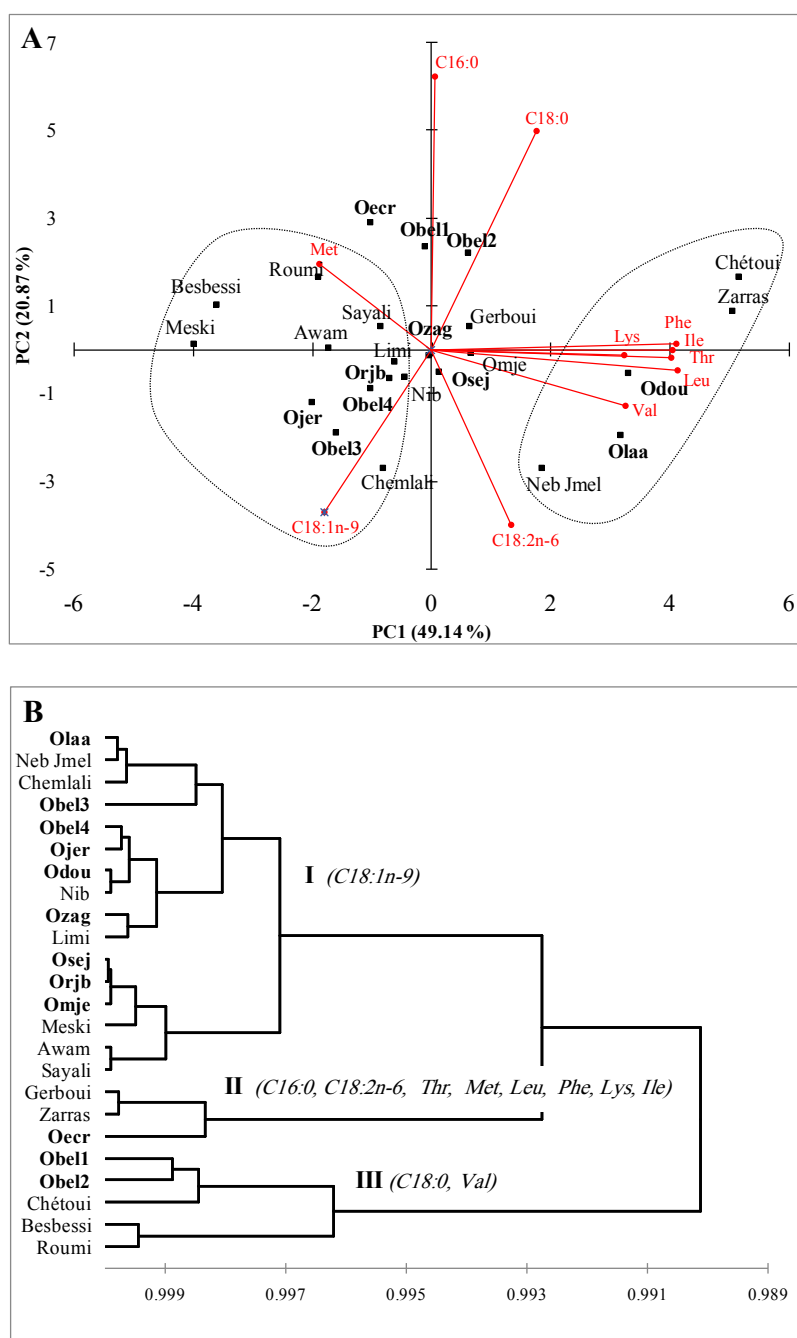 A
7
5
3
1
-1
-3
-5
-6
-4
-2
0
2
4
6
PC2 (20.87%)
PC1 (49.14%)
C16:0
C18:0
Oecr
Obel1
Obel2
Met
Roumi
Besbessi
Meski
Sayali
Awam
Ozag
Gerboui
Chétoui
Zarras
Phe
Lys
Ile
Thr
Leu
Limi
Omje
Orjb
Osej
Odou
Nib
Obel4
Val
Ojer
Obel3
Olaa
Chemlali
Neb Jmel
C18:1n-9
C18:2n-6
B
Olaa
Neb Jmel
Chemlali
Obel3
Obel4
Ojer
Odou
Nib
Ozag
Limi
Osej
Orjb
Omje
Meski
Awam
Sayali
Gerboui
Zarras
Oecr
Obel1
Obel2
Chétoui
Besbessi
Roumi
I (C18:1n-9)
II (C16:0, C18:2n-6, Thr, Met, Leu, Phe, Lys, Ile)
III (C18:0, Val)
0.999
0.997
0.995
0.993
0.991
0.989